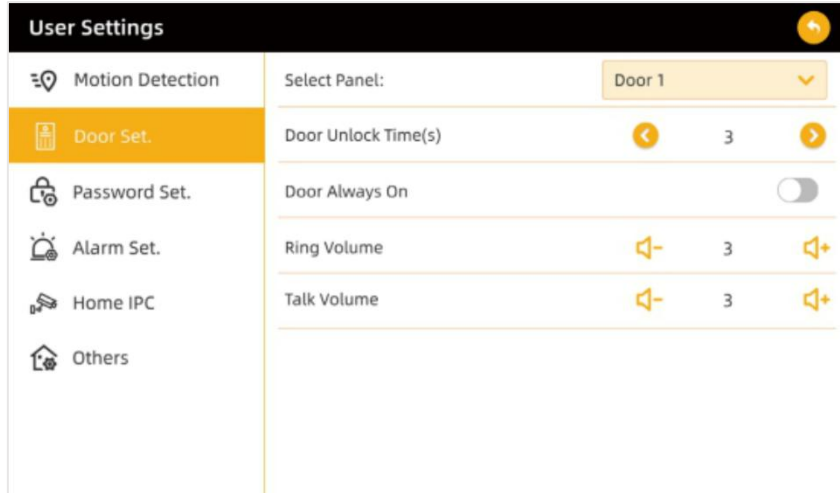 User Settings
Motion Detection
Door Set.
Password Set.
Alarm Set.
Home IPC
Others
Select Panel: Door 1
Door Unlock Time(s) 3
Door Always On
Ring Volume 3
Talk Volume 3